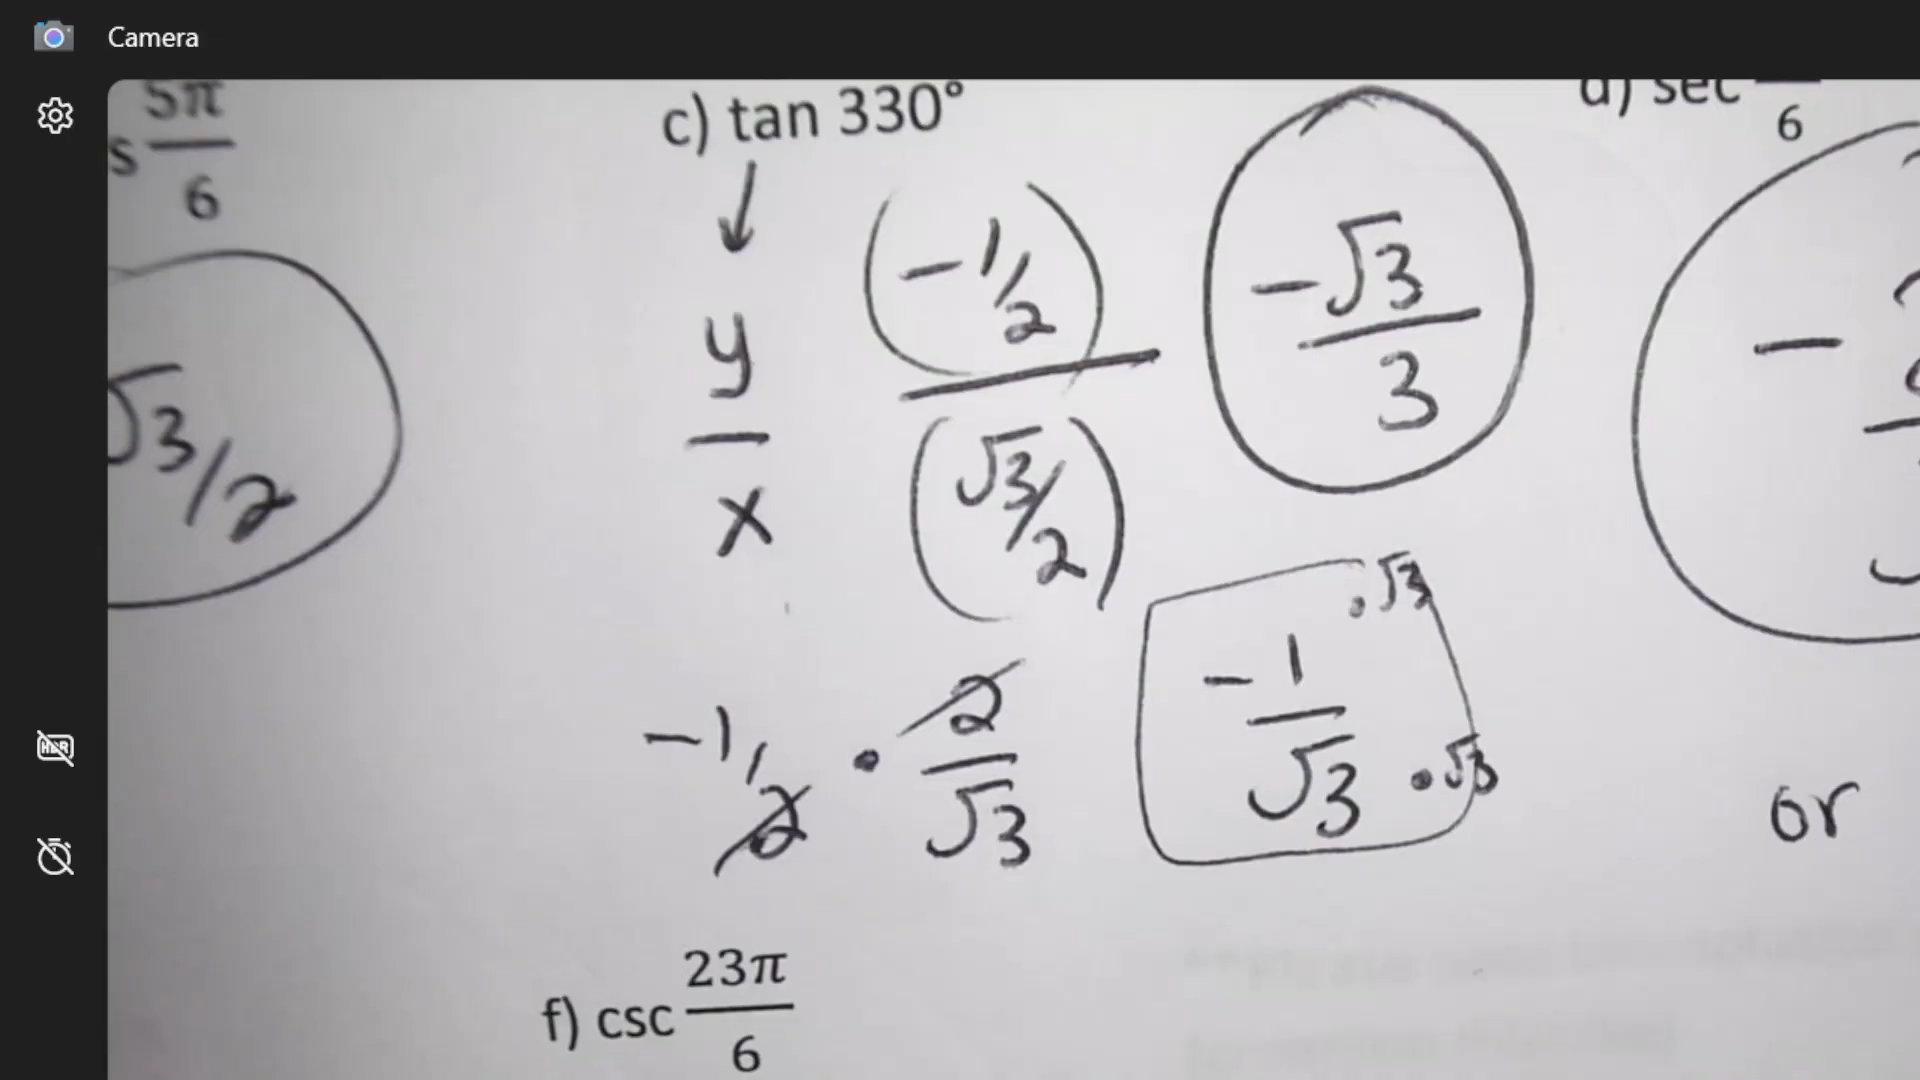 Camera
5π
s
6
√3/2
c) tan 330°
y
x
(-1/2)
(√3/2)
-√3
3
d) sec
6
-
-1/2 · 2
√3
-1 · √3
√3 · √3
or
f) csc 23π
6